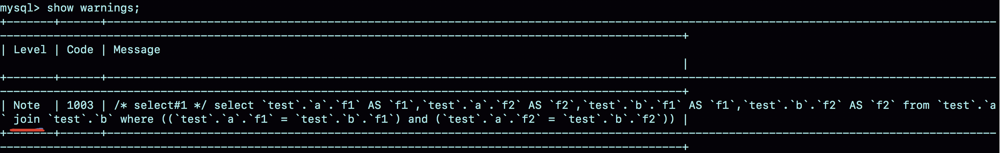 mysql> show warnings;
+-------+------+--------------------------------------------------------------------------------------------------------------------------------------
-------------------------------------------------------------------------------------------------------+
| Level | Code | Message
|
+-------+------+--------------------------------------------------------------------------------------------------------------------------------------
-------------------------------------------------------------------------------------------------------+
| Note  | 1003 | /* select#1 */ select `test`.`a`.`f1` AS `f1`,`test`.`a`.`f2` AS `f2`,`test`.`b`.`f1` AS `f1`,`test`.`b`.`f2` AS `f2` from `test`.`a
` join `test`.`b` where ((`test`.`a`.`f1` = `test`.`b`.`f1`) and (`test`.`a`.`f2` = `test`.`b`.`f2`)) |
+-------+------+--------------------------------------------------------------------------------------------------------------------------------------
-------------------------------------------------------------------------------------------------------+